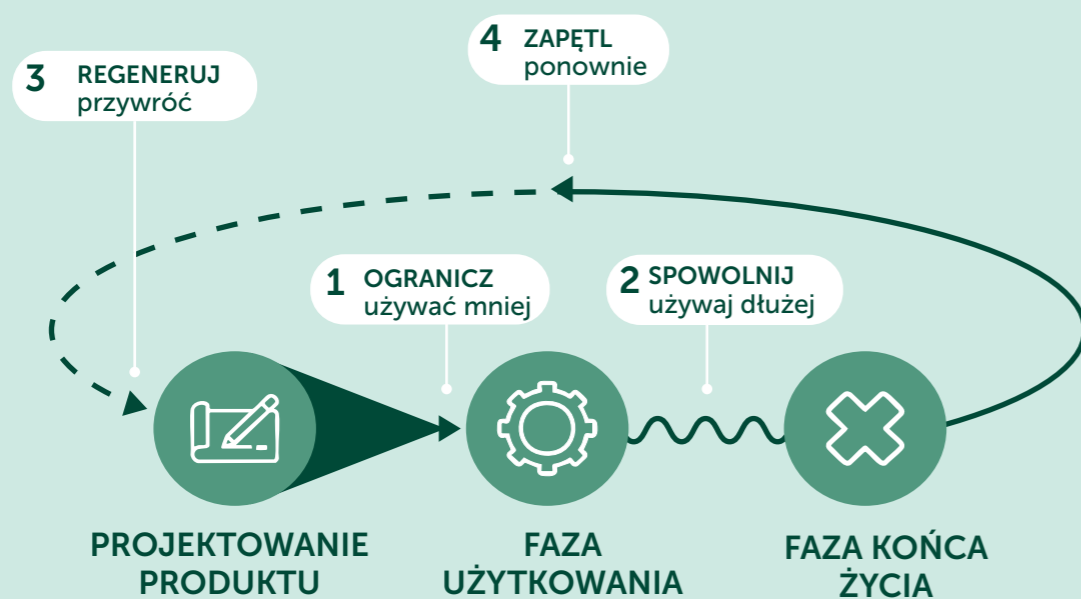 4 ZAPĘTL
ponownie
3 REGENERUJ
przywróć
1 OGRANICZ
używać mniej
2 SPOWOLNIJ
używaj dłużej
PROJEKTOWANIE
PRODUKTU
FAZA
UŻYTKOWANIA
FAZA KOŃCA
ŻYCIA